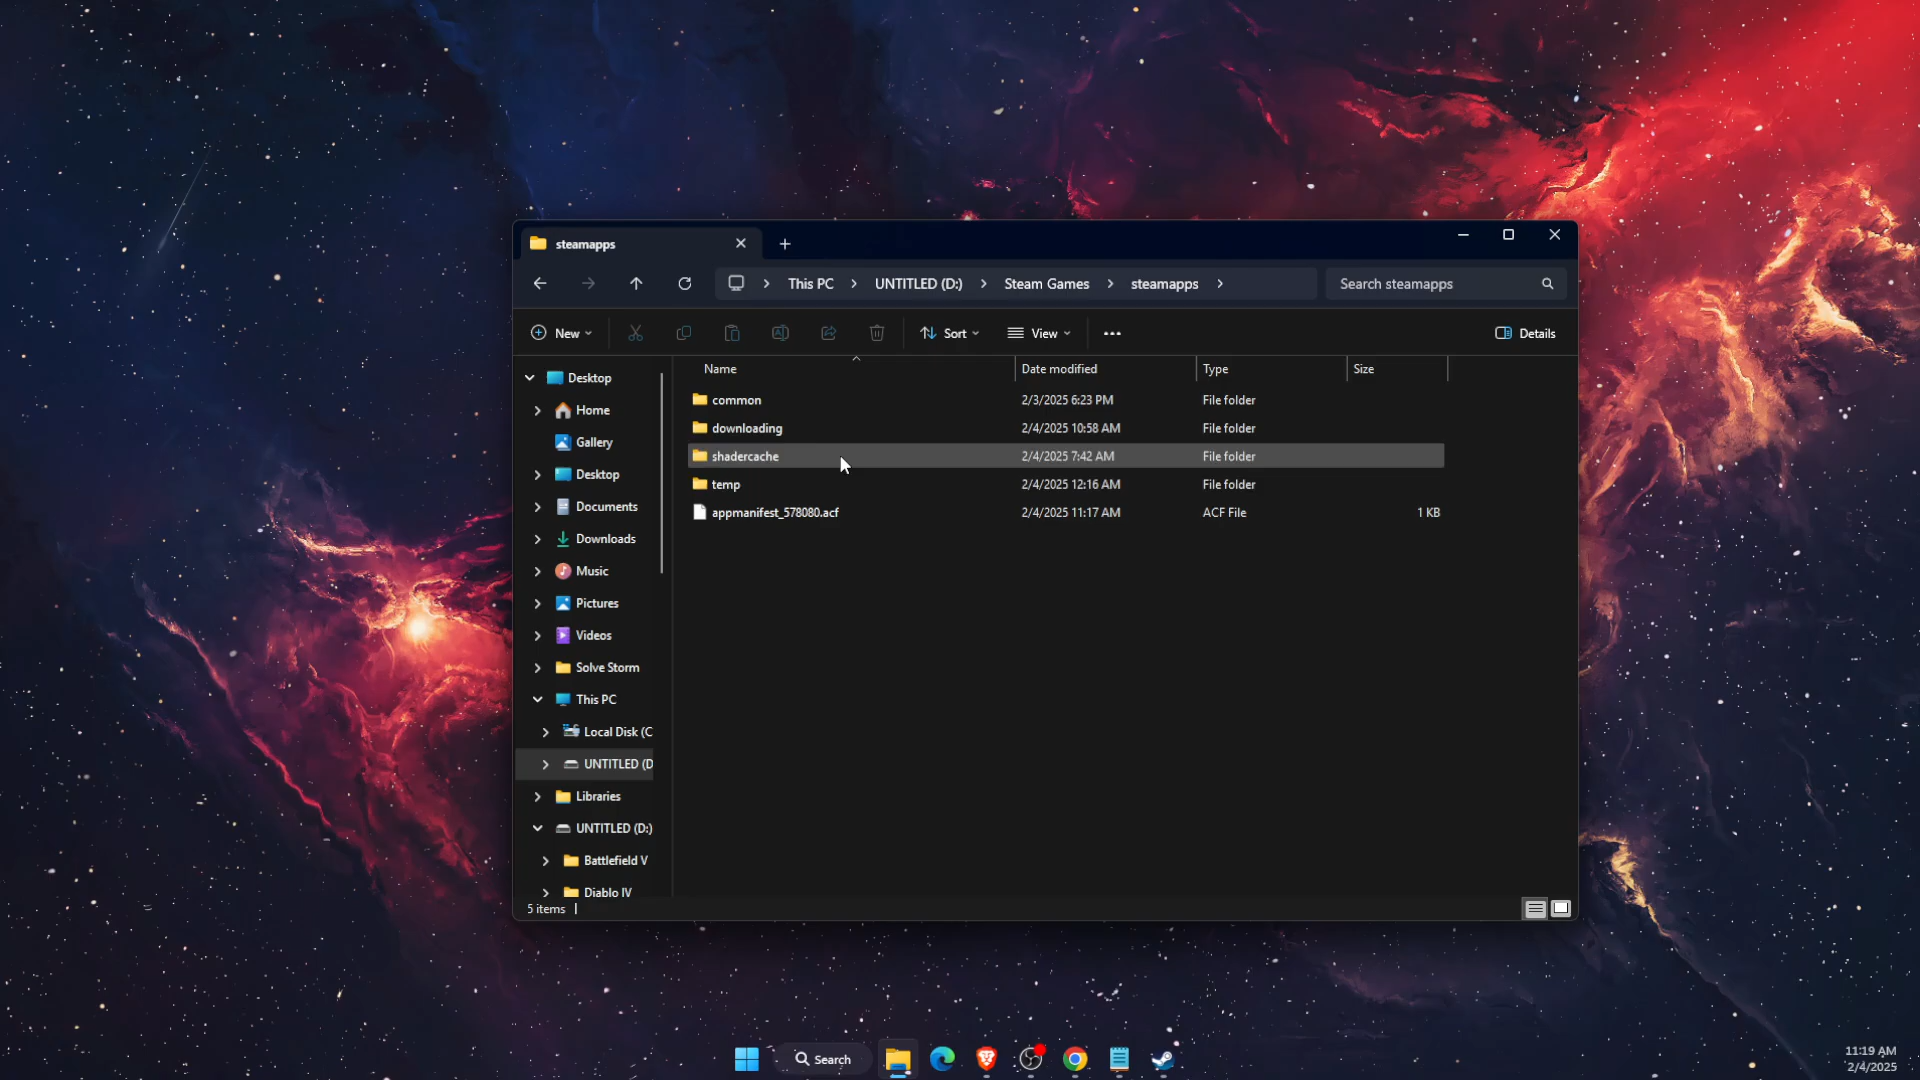 steamapps
This PC
UNTITLED (D:)
Steam Games
steamapps
Search steamapps
New
Sort
View
Details
Name
Date modified
Type
Size
common 2/3/2025 6:23 PM File folder
downloading 2/4/2025 10:58 AM File folder
shadercache 2/4/2025 7:42 AM File folder
temp 2/4/2025 12:16 AM File folder
appmanifest_578080.acf 2/4/2025 11:17 AM ACF File 1 KB
Desktop
Home
Gallery
Desktop
Documents
Downloads
Music
Pictures
Videos
Solve Storm
This PC
Local Disk (C
UNTITLED (D
Libraries
UNTITLED (D:)
Battlefield V
Diablo IV
5 items
Search
11:19 AM
2/4/2025